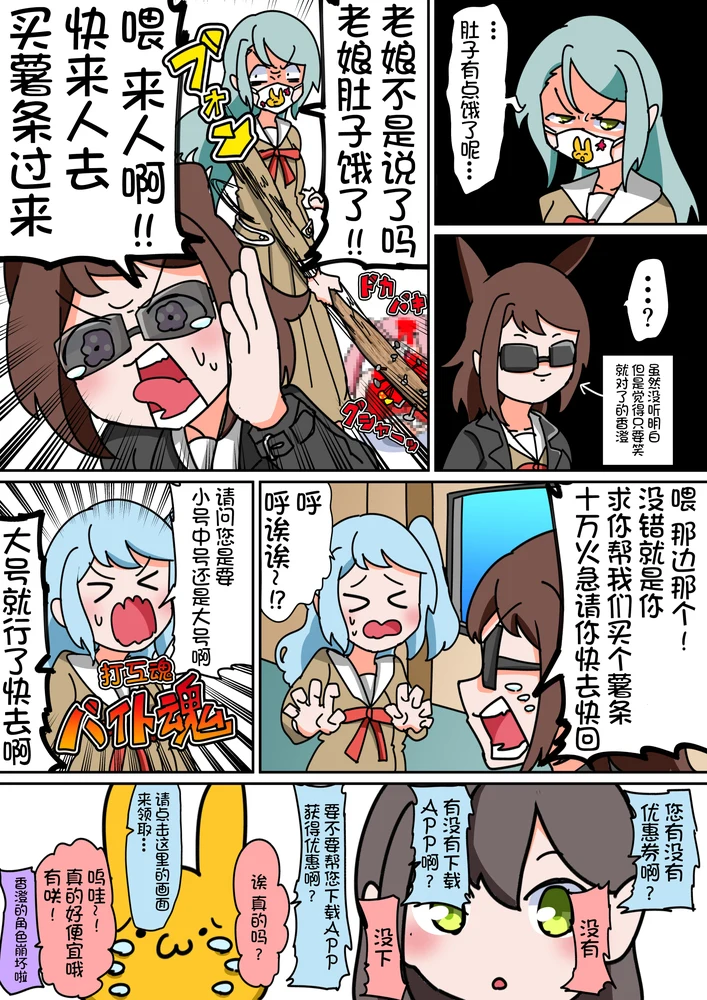 肚子有点饿了呢…
…?
虽然没听明白
但是觉得只要笑
就对了的香澄
老娘不是说了吗
老娘肚子饿了!!
ブォン
喂 来人啊!!
快来人去
买薯条过来
ドカ
バキ
グシャーッ
喂 那边那个!
没错就是你
求你帮我们买个薯条
十万火急请你快去快回
呼
呼诶诶~!?
请问您是要
小号中号还是大号啊
打工魂
バイト魂
大号就行了快去啊
您有没有
优惠券啊?
没有
有没有下载
APP啊?
没下
要不要帮您下载APP
获得优惠啊?
诶 真的吗?
请点击这里的画面
来领取…
呜哇~!
真的好便宜哦
有咲!
香澄的角色崩坏啦